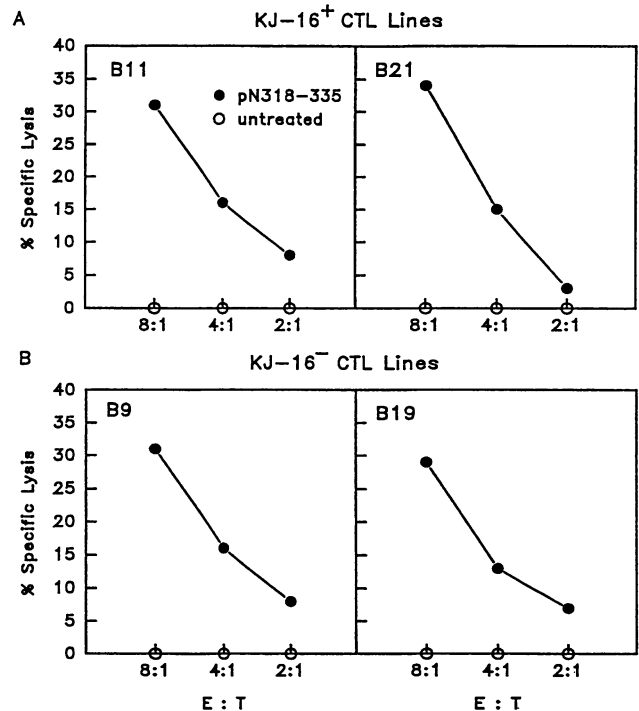 A
KJ-16+ CTL Lines
% Specific Lysis
40
35
30
25
20
15
10
5
0
B11
● pN318-335
○ untreated
B21
8:1 4:1 2:1 8:1 4:1 2:1
B
KJ-16− CTL Lines
% Specific Lysis
40
35
30
25
20
15
10
5
0
B9
B19
8:1 4:1 2:1 8:1 4:1 2:1
E : T E : T